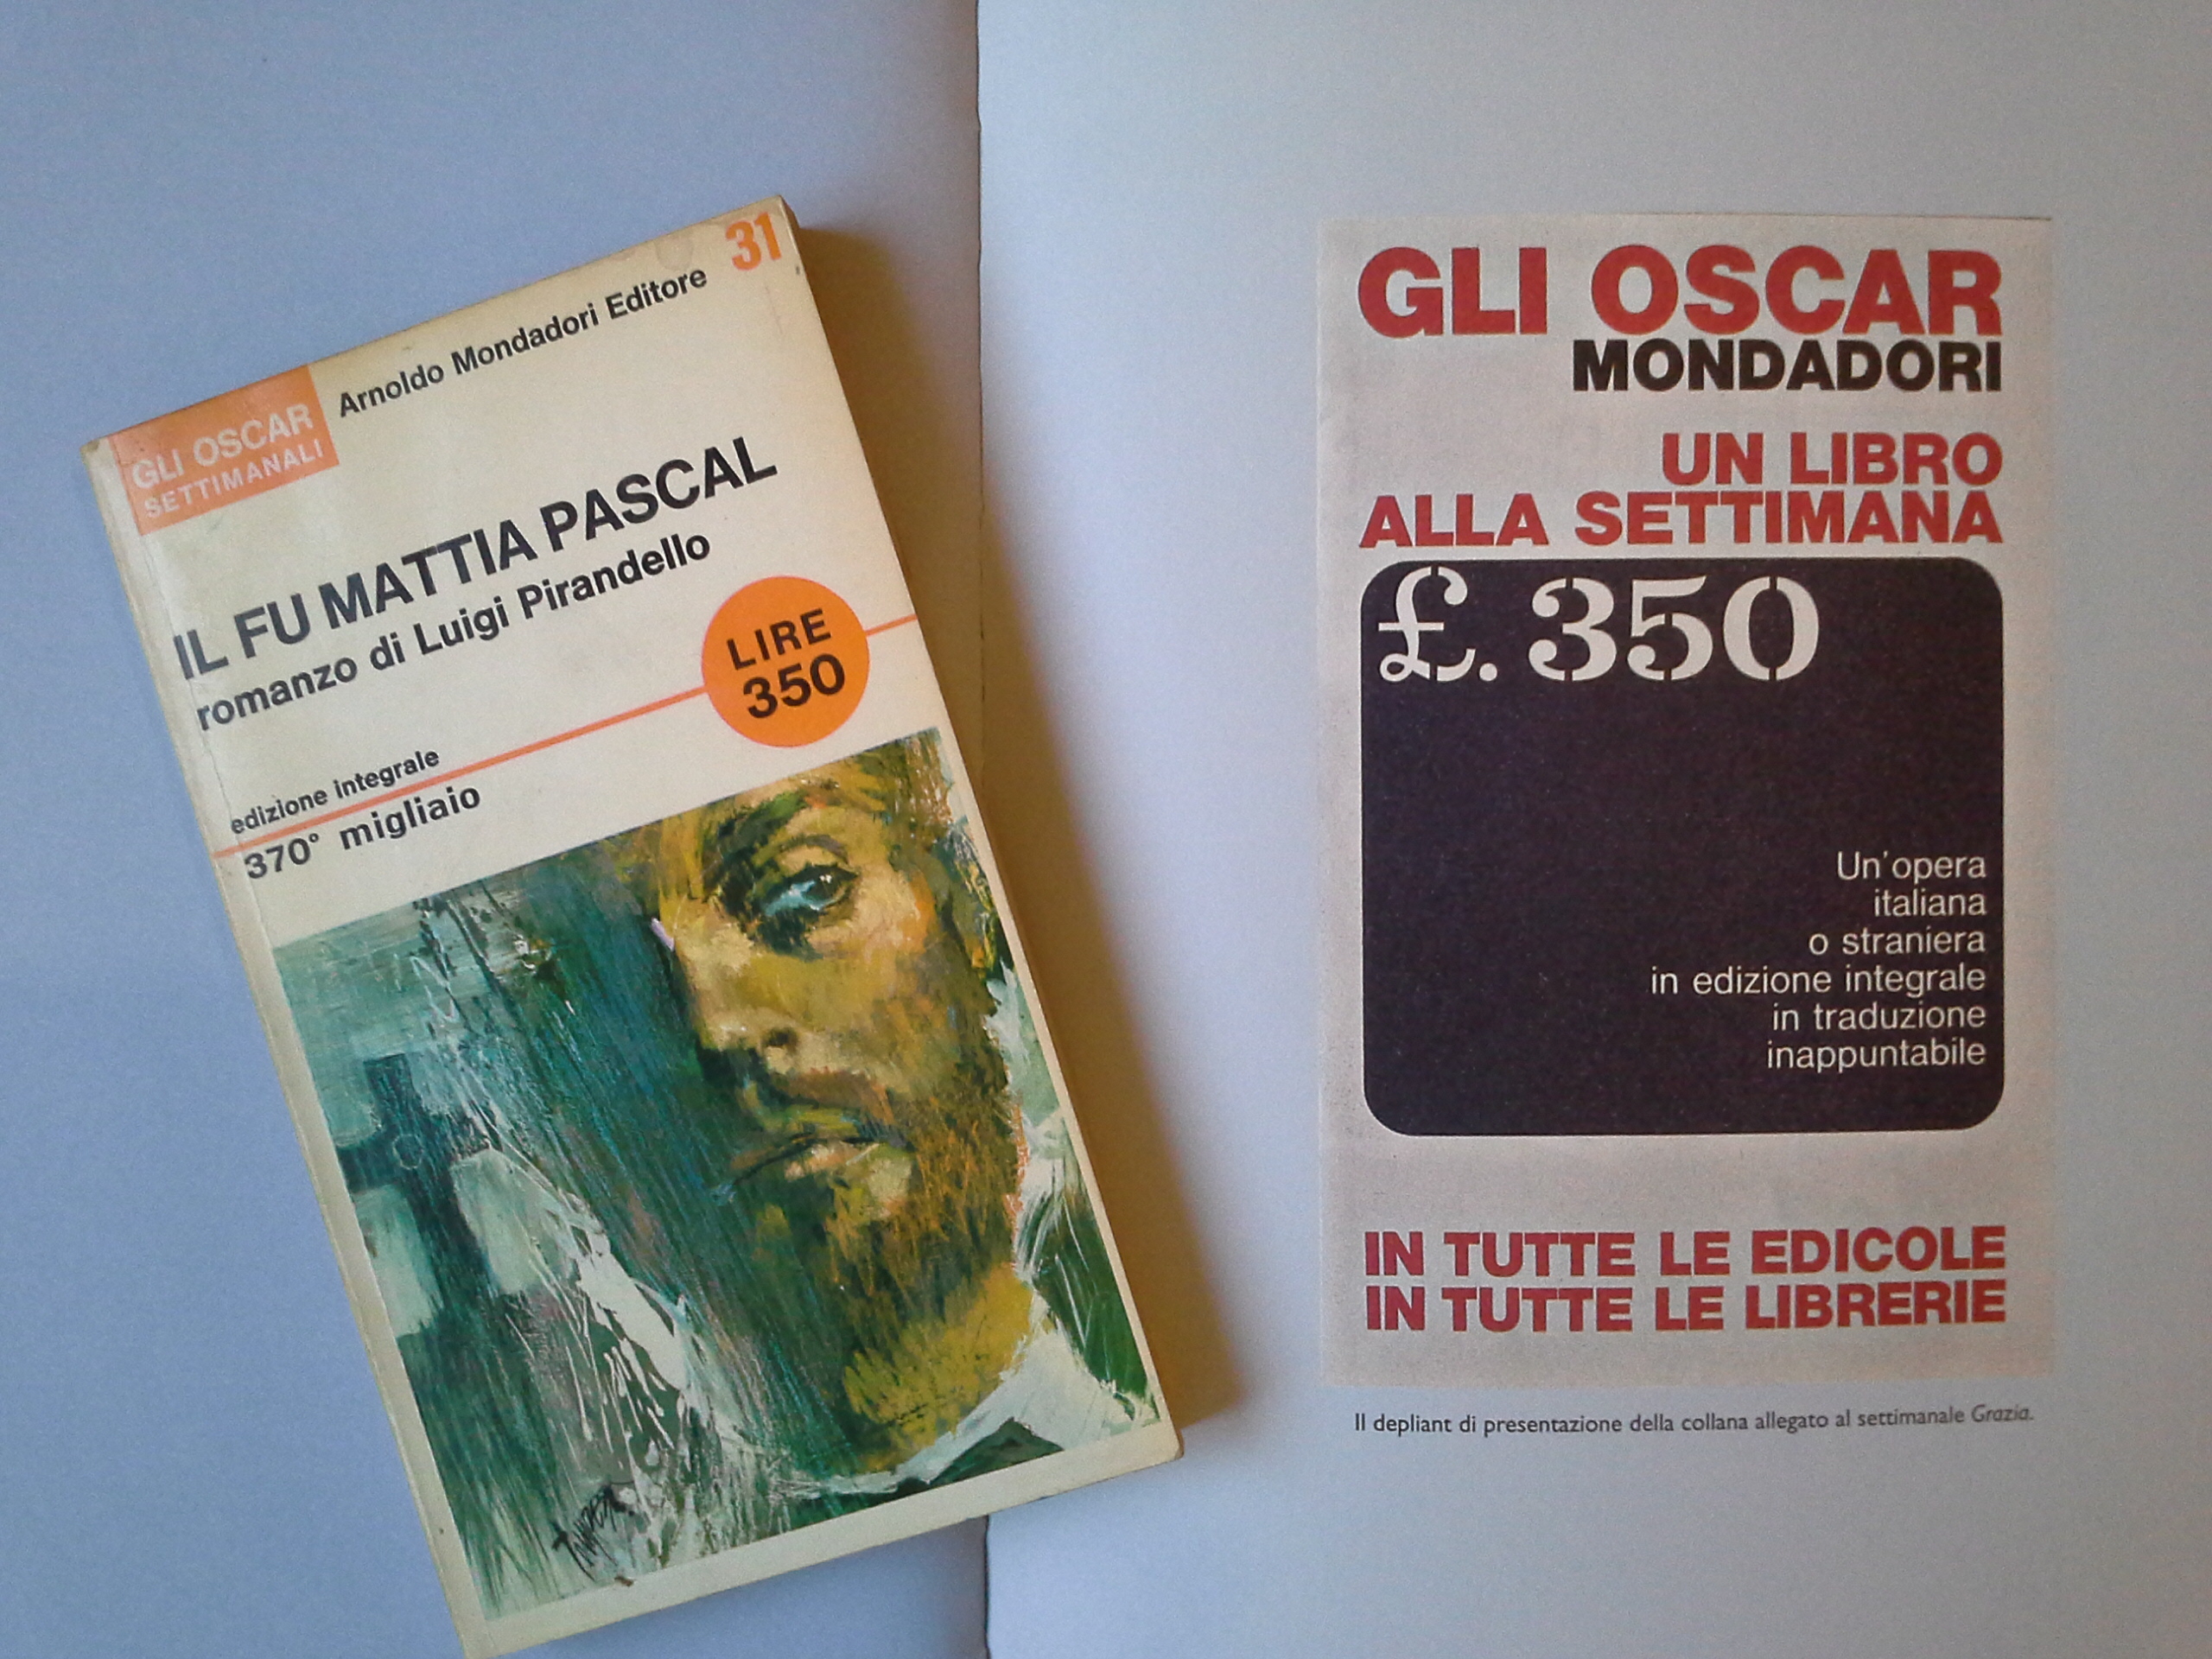 31
Arnoldo Mondadori Editore
GLI OSCAR
SETTIMANALI
IL FU MATTIA PASCAL
romanzo di Luigi Pirandello
LIRE
350
edizione integrale
370° migliaio
GLI OSCAR
MONDADORI
UN LIBRO
ALLA SETTIMANA
£. 350
Un'opera
italiana
o straniera
in edizione integrale
in traduzione
inappuntabile
IN TUTTE LE EDICOLE
IN TUTTE LE LIBRERIE
Il depliant di presentazione della collana allegato al settimanale Grazia.